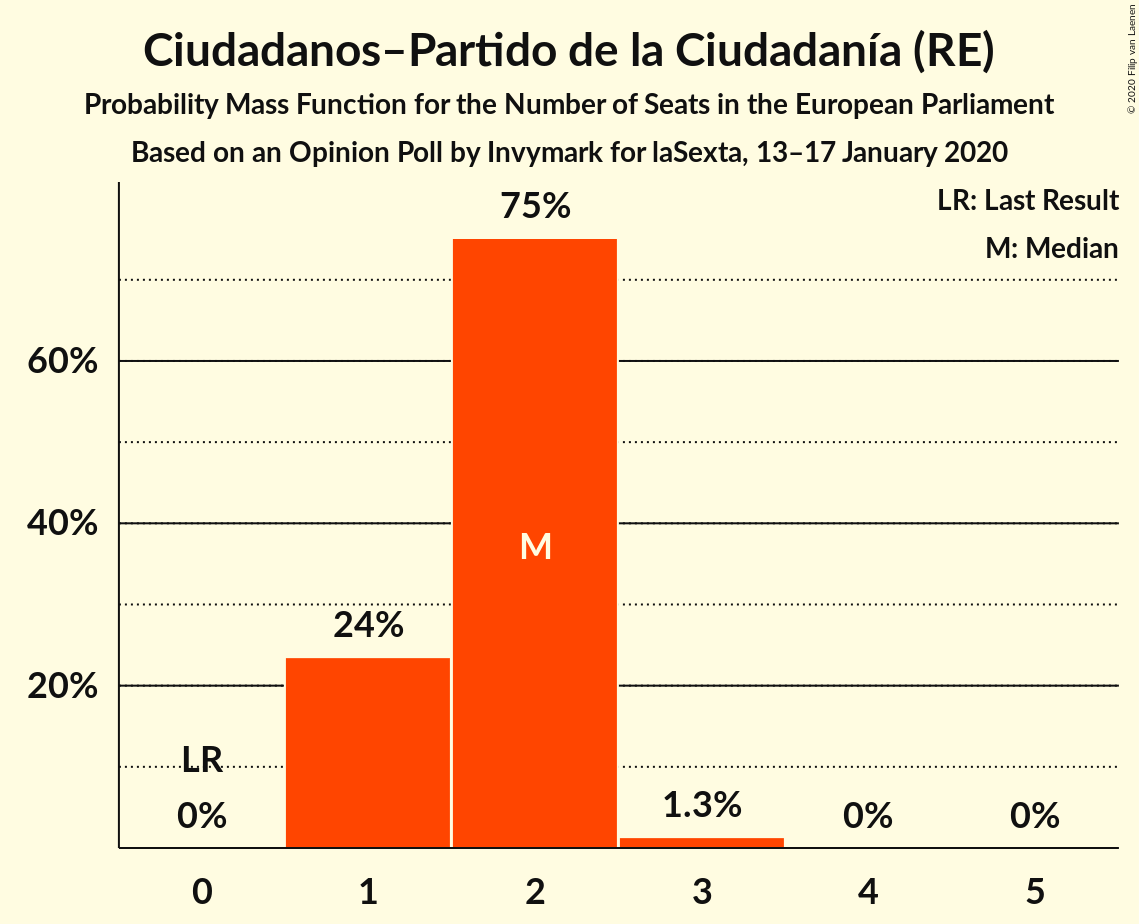 Ciudadanos–Partido de la Ciudadanía (RE)
Probability Mass Function for the Number of Seats in the European Parliament
Based on an Opinion Poll by Invymark for laSexta, 13–17 January 2020
© 2020 Filip van Laenen
LR: Last Result
M: Median
75%
60%
40%
M
24%
20%
LR
0%
1.3%
0%
0%
0 1 2 3 4 5